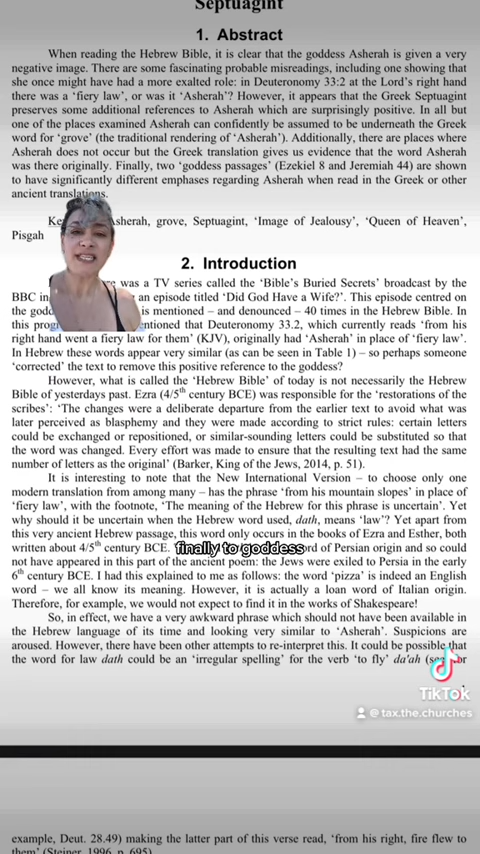 Septuagint
1. Abstract
When reading the Hebrew Bible, it is clear that the goddess Asherah is given a very
negative image. There are some fascinating probable misreadings, including one showing that
she once might have had a more exalted role: in Deuteronomy 33:2 at the Lord's right hand
there was a 'fiery law', or was it 'Asherah'? However, it appears that the Greek Septuagint
preserves some additional references to Asherah which are surprisingly positive. In all but
one of the places examined Asherah can confidently be assumed to be underneath the Greek
word for 'grove' (the traditional rendering of 'Asherah'). Additionally, there are places where
Asherah does not occur but the Greek translation gives us evidence that the word Asherah
was there originally. Finally, two 'goddess passages' (Ezekiel 8 and Jeremiah 44) are shown
to have significantly different emphases regarding Asherah when read in the Greek or other
ancient translations.
Asherah, grove, Septuagint, 'Image of Jealousy', 'Queen of Heaven',
Pisgah
2. Introduction
was a TV series called the 'Bible's Buried Secrets' broadcast by the
BBC in an episode titled 'Did God Have a Wife?'. This episode centred on
the is mentioned – and denounced – 40 times in the Hebrew Bible. In
this that Deuteronomy 33.2, which currently reads 'from his
right hand went a fiery law for them' (KJV), originally had 'Asherah' in place of 'fiery law'.
In Hebrew these words appear very similar (as can be seen in Table 1) – so perhaps someone
'corrected' the text to remove this positive reference to the goddess?
However, what is called the 'Hebrew Bible' of today is not necessarily the Hebrew
Bible of yesterdays past. Ezra (4/5th century BCE) was responsible for the 'restorations of the
scribes': 'The changes were a deliberate departure from the earlier text to avoid what was
later perceived as blasphemy and they were made according to strict rules: certain letters
could be exchanged or repositioned, or similar-sounding letters could be substituted so that
the word was changed. Every effort was made to ensure that the resulting text had the same
number of letters as the original' (Barker, King of the Jews, 2014, p. 51).
It is interesting to note that the New International Version – to choose only one
modern translation from among many – has the phrase 'from his mountain slopes' in place of
'fiery law', with the footnote, 'The meaning of the Hebrew for this phrase is uncertain'. Yet
why should it be uncertain when the Hebrew word used, dath, means 'law'? Yet apart from
this very ancient Hebrew passage, this word only occurs in the books of Ezra and Esther, both
written about 4/5th century BCE. finally to goddess of Persian origin and so could
not have appeared in this part of the ancient poem: the Jews were exiled to Persia in the early
6th century BCE. I had this explained to me as follows: the word 'pizza' is indeed an English
word – we all know its meaning. However, it is actually a loan word of Italian origin.
Therefore, for example, we would not expect to find it in the works of Shakespeare!
So, in effect, we have a very awkward phrase which should not have been available in
the Hebrew language of its time and looking very similar to 'Asherah'. Suspicions are
aroused. However, there have been other attempts to re-interpret this. It could be possible that
the word for law dath could be an 'irregular spelling' for the verb 'to fly' da'ah
TikTok
@tax.the.churches
example, Deut. 28.49) making the latter part of this verse read, 'from his right, fire flew to
them' (Steiner, 1996, p. 695)